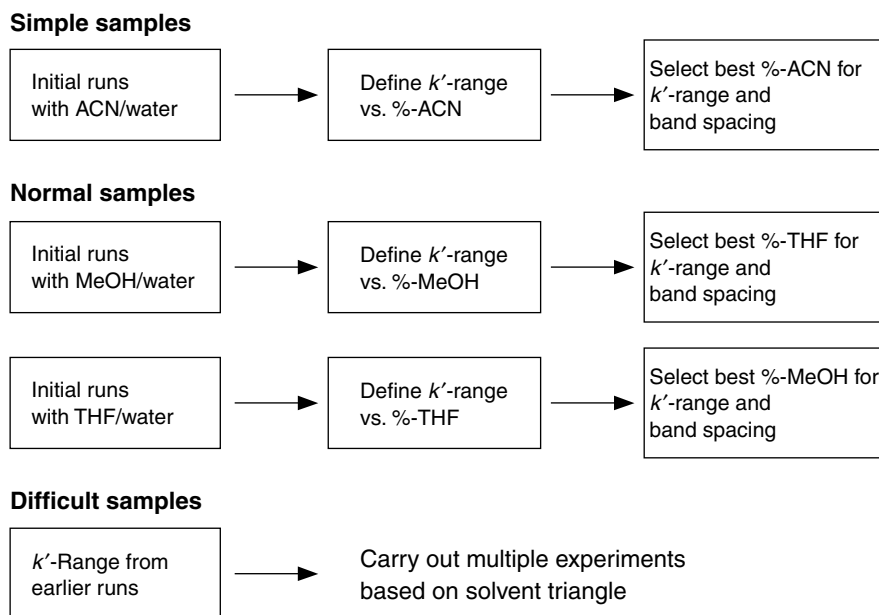 Simple samples
Initial runs
with ACN/water
Define k′-range
vs. %-ACN
Select best %-ACN for
k′-range and
band spacing
Normal samples
Initial runs
with MeOH/water
Define k′-range
vs. %-MeOH
Select best %-THF for
k′-range and
band spacing
Initial runs
with THF/water
Define k′-range
vs. %-THF
Select best %-MeOH for
k′-range and
band spacing
Difficult samples
k′-Range from
earlier runs
Carry out multiple experiments
based on solvent triangle